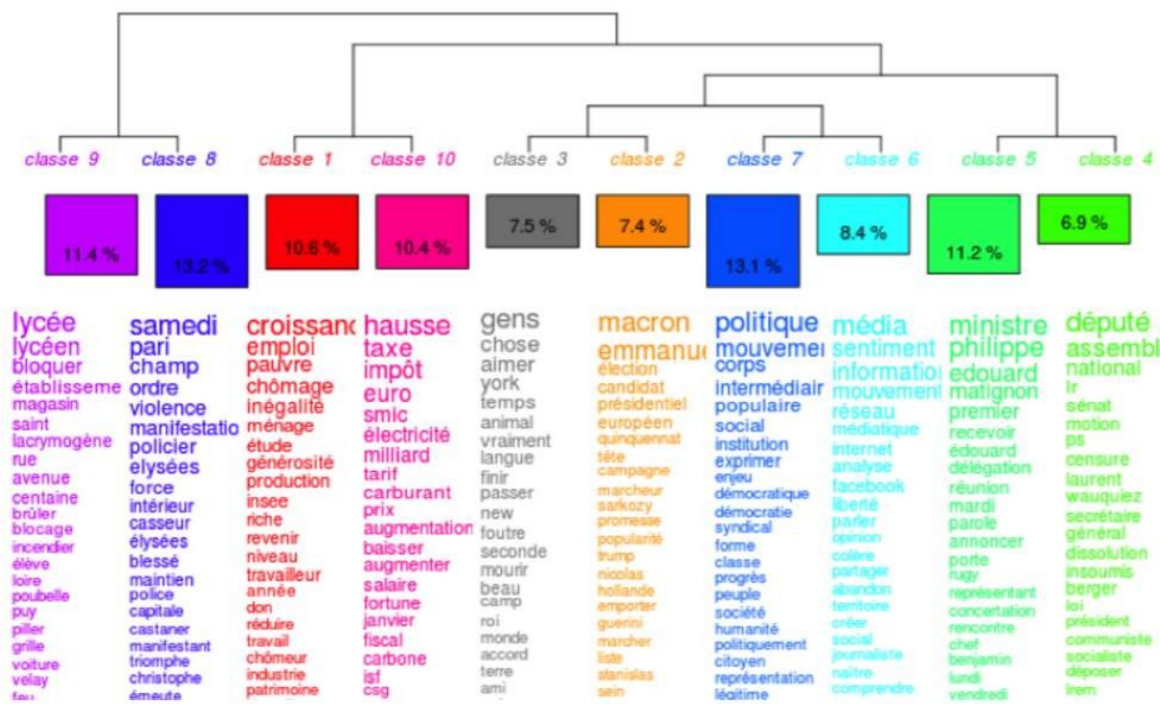 classe 9
classe 8
classe 1
classe 10
classe 3
classe 2
classe 7
classe 6
classe 5
classe 4
11.4 %
13.2 %
10.6 %
10.4 %
7.5 %
7.4 %
13.1 %
8.4 %
11.2 %
6.9 %
lycée
lycéen
bloquer
établisseme
magasin
saint
lacrymogène
rue
avenue
centaine
brûler
blocage
incendier
élève
loire
poubelle
puy
piller
grille
voiture
velay
feu
samedi
pari
champ
ordre
violence
manifestatio
policier
elysées
force
intérieur
casseur
élysées
blessé
maintien
police
capitale
castaner
manifestant
triomphe
christophe
émeute
croissanc
emploi
pauvre
chômage
inégalité
ménage
étude
générosité
production
insee
riche
revenir
niveau
travailleur
année
don
réduire
travail
chômeur
industrie
patrimoine
hausse
taxe
impôt
euro
smic
électricité
milliard
tarif
carburant
prix
augmentation
baisser
augmenter
salaire
fortune
janvier
fiscal
carbone
isf
csg
gens
chose
aimer
york
temps
animal
vraiment
langue
finir
passer
new
foutre
seconde
mourir
beau
camp
roi
monde
accord
terre
ami
macron
emmanu
élection
candidat
présidentiel
européen
quinquennat
tête
campagne
marcheur
sarkozy
promesse
popularité
trump
nicolas
hollande
emporter
guerini
marcher
liste
stanislas
sein
politique
mouvemer
corps
intermédiair
populaire
social
institution
exprimer
enjeu
démocratique
démocratie
syndical
forme
classe
progrès
peuple
société
humanité
politiquement
citoyen
représentation
légitime
média
sentiment
informatio
mouvement
réseau
médiatique
internet
analyse
facebook
liberté
parler
opinion
colère
partager
abandon
territoire
créer
social
journaliste
naître
comprendre
ministre
philippe
edouard
matignon
premier
recevoir
édouard
délégation
réunion
mardi
parole
annoncer
porte
rugy
représentant
concertation
rencontre
chef
benjamin
lundi
vendredi
député
assembl
national
lr
sénat
motion
ps
censure
laurent
wauquiez
secrétaire
général
dissolution
insoumis
berger
loi
président
communiste
socialiste
déposer
lrem